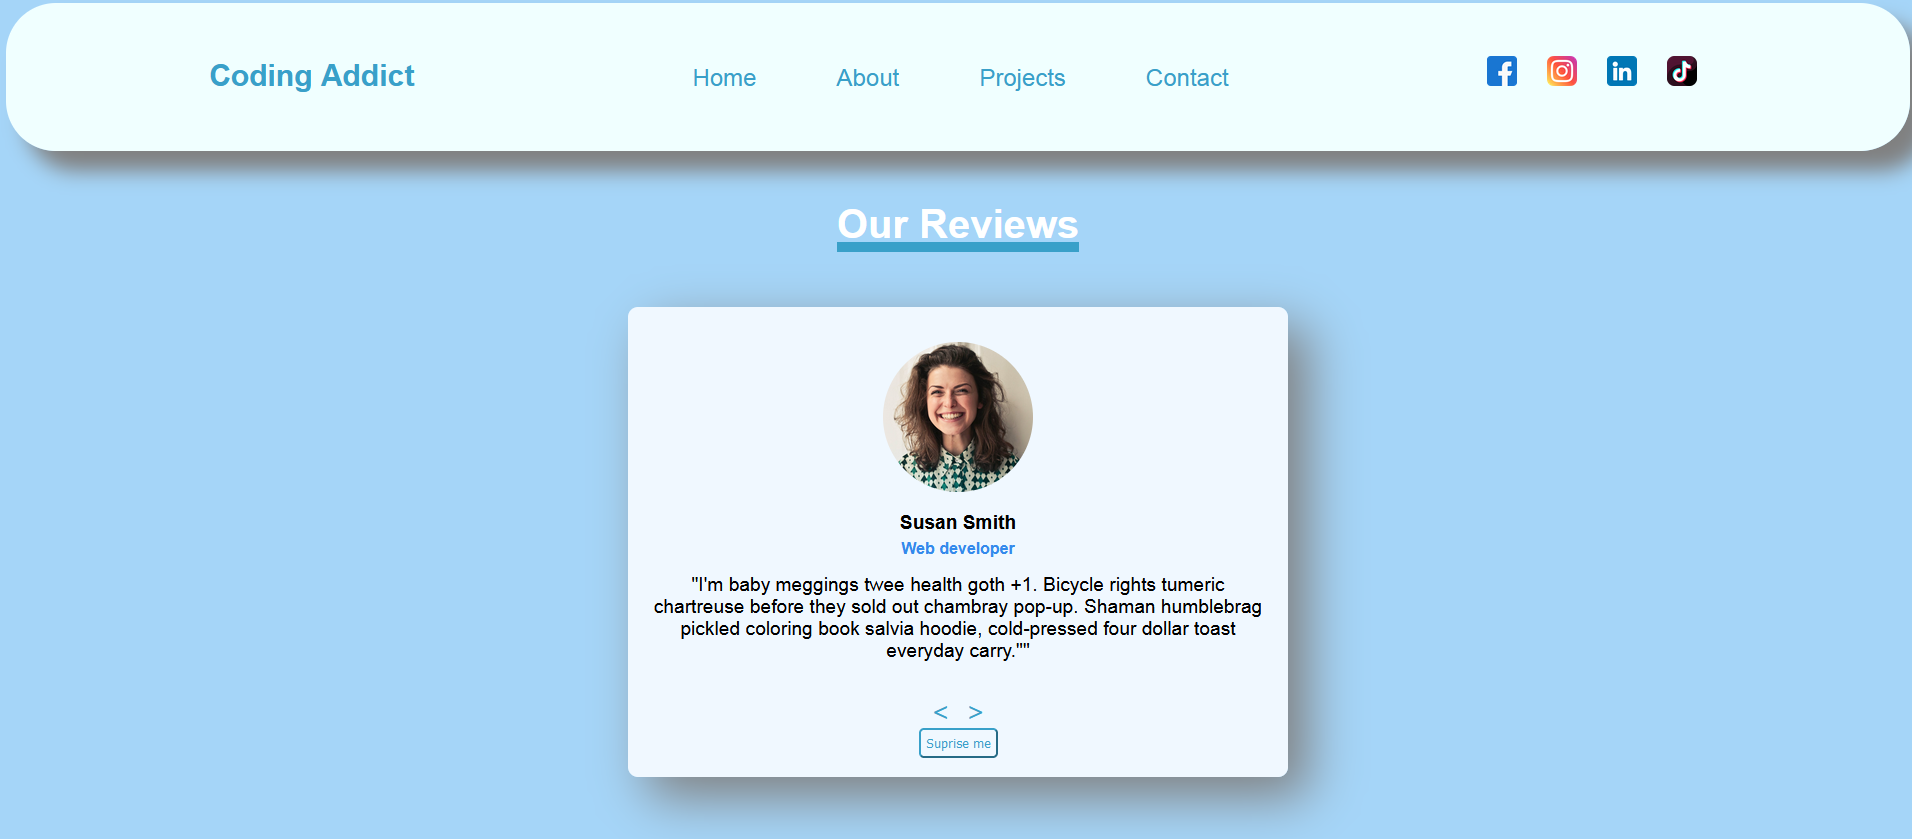 Coding Addict
Home
About
Projects
Contact
Our Reviews
Susan Smith
Web developer
"I'm baby meggings twee health goth +1. Bicycle rights tumeric
chartreuse before they sold out chambray pop-up. Shaman humblebrag
pickled coloring book salvia hoodie, cold-pressed four dollar toast
everyday carry.""
< >
Suprise me